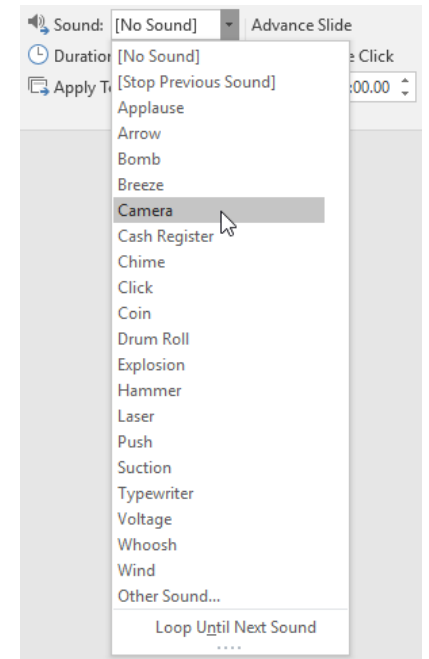 Sound: [No Sound] Advance Slide
Duratio [No Sound] e Click
[Stop Previous Sound]
Apply T :00.00
Applause
Arrow
Bomb
Breeze
Camera
Cash Register
Chime
Click
Coin
Drum Roll
Explosion
Hammer
Laser
Push
Suction
Typewriter
Voltage
Whoosh
Wind
Other Sound...
Loop Until Next Sound